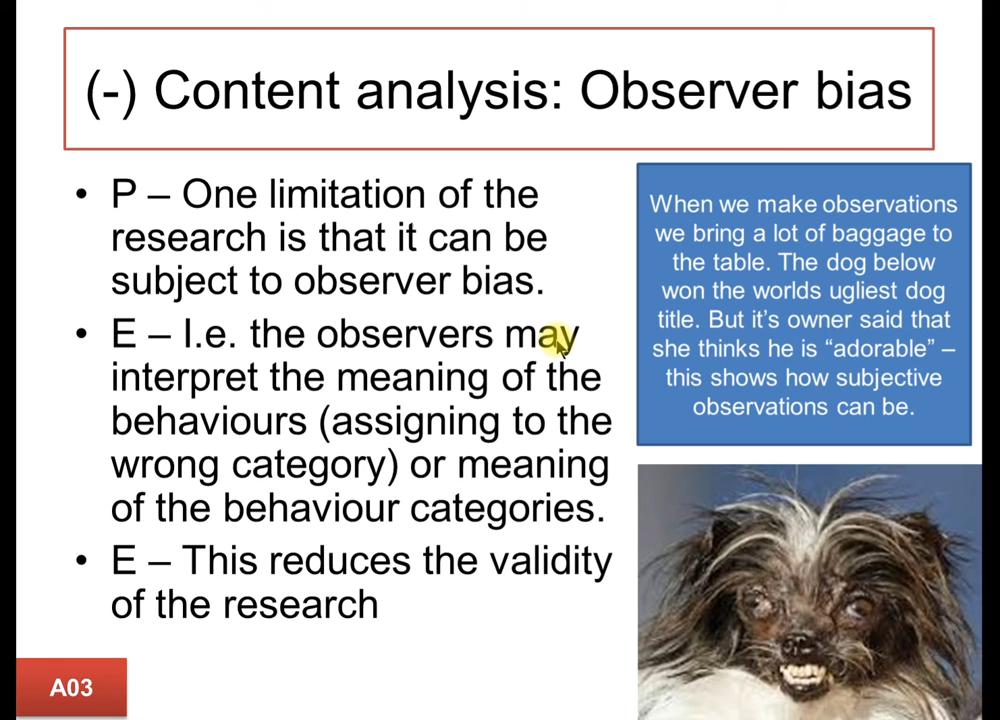 (-) Content analysis: Observer bias
• P – One limitation of the
research is that it can be
subject to observer bias.
• E – I.e. the observers may
interpret the meaning of the
behaviours (assigning to the
wrong category) or meaning
of the behaviour categories.
• E – This reduces the validity
of the research
When we make observations
we bring a lot of baggage to
the table. The dog below
won the worlds ugliest dog
title. But it’s owner said that
she thinks he is “adorable” –
this shows how subjective
observations can be.
A03